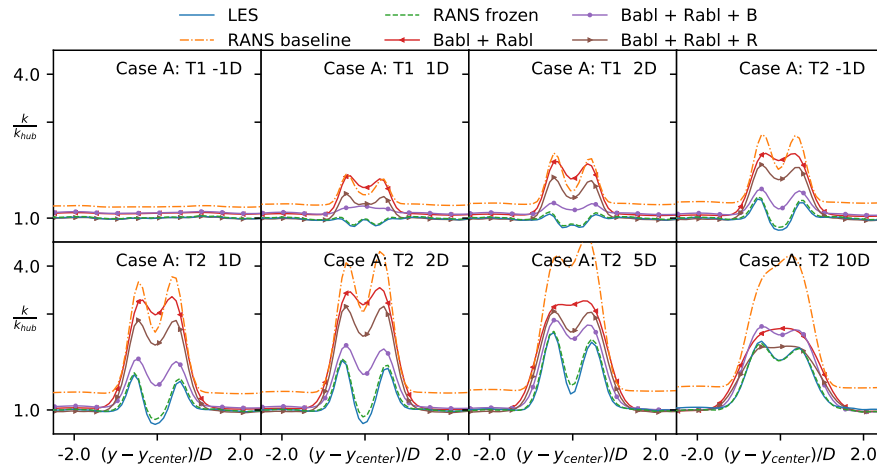 LES
RANS frozen
Babl + Rabl + B
RANS baseline
Babl + Rabl
Babl + Rabl + R
4.0
Case A: T1 -1D
Case A: T1 1D
Case A: T1 2D
Case A: T2 -1D
k
k_hub
1.0
4.0
Case A: T2 1D
Case A: T2 2D
Case A: T2 5D
Case A: T2 10D
k
k_hub
1.0
-2.0 (y − y_center)/D 2.0
-2.0 (y − y_center)/D 2.0
-2.0 (y − y_center)/D 2.0
-2.0 (y − y_center)/D 2.0